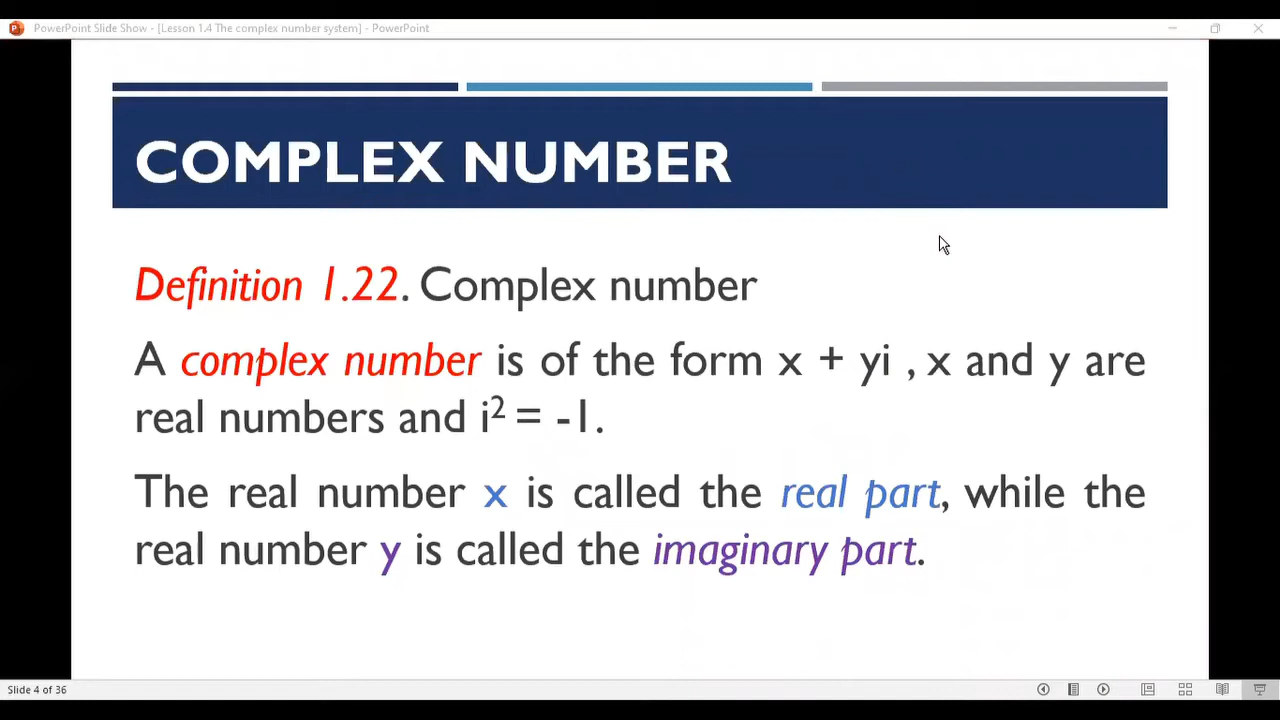 PowerPoint Slide Show - [Lesson 1.4 The complex number system] - PowerPoint
COMPLEX NUMBER
Definition 1.22. Complex number
A complex number is of the form x + yi , x and y are
real numbers and i² = -1.
The real number x is called the real part, while the
real number y is called the imaginary part.
Slide 4 of 36